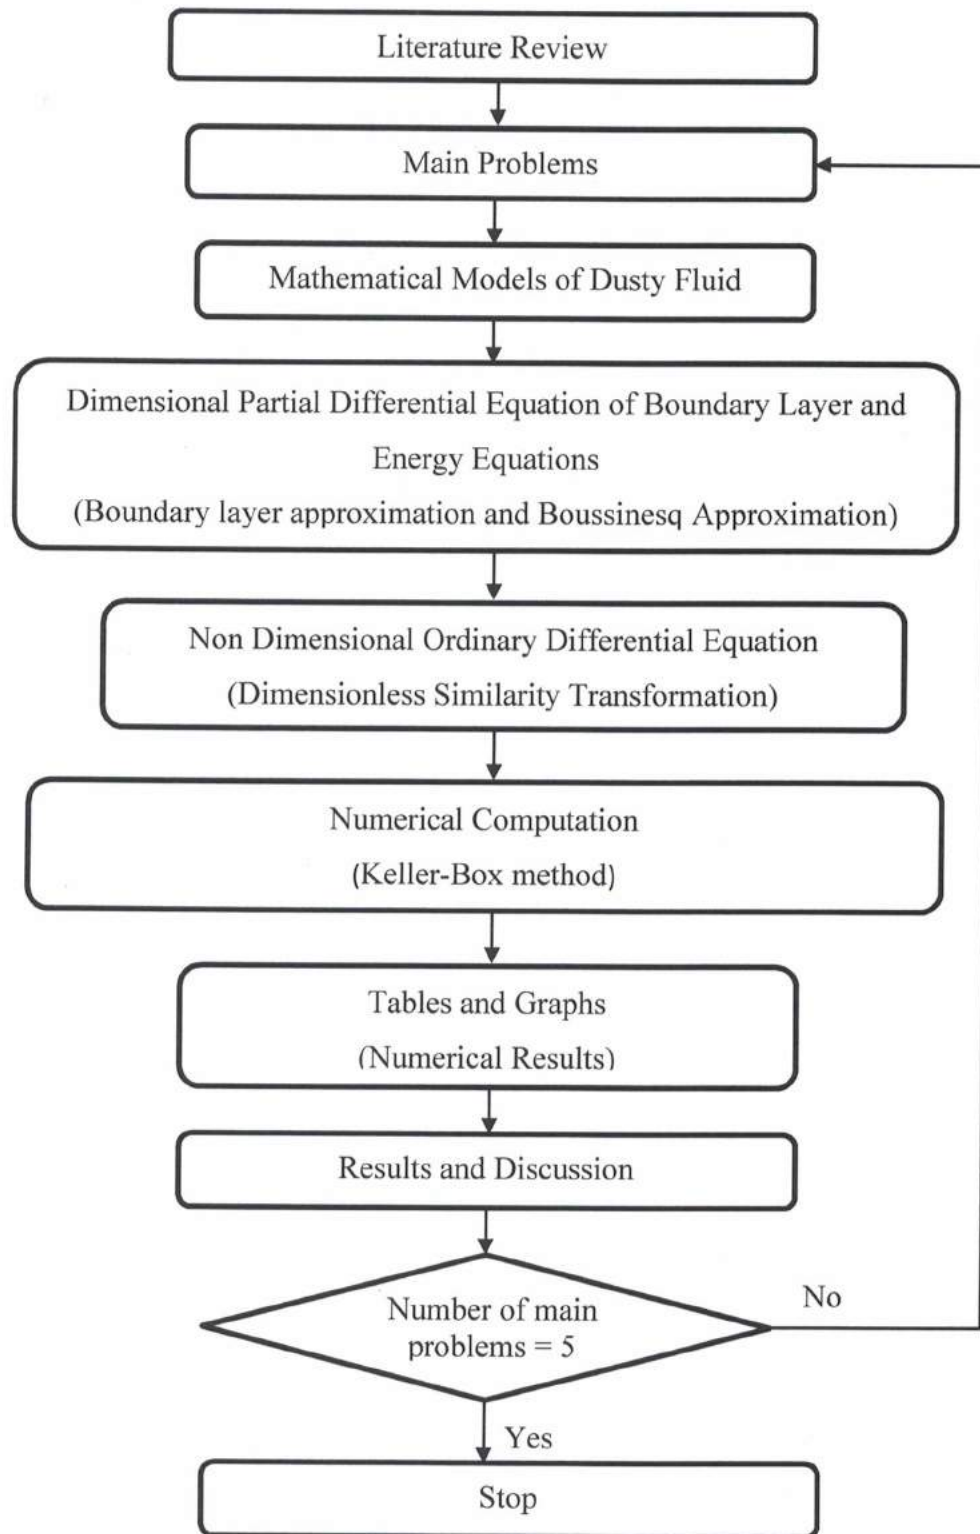 Literature Review
Main Problems
Mathematical Models of Dusty Fluid
Dimensional Partial Differential Equation of Boundary Layer and
Energy Equations
(Boundary layer approximation and Boussinesq Approximation)
Non Dimensional Ordinary Differential Equation
(Dimensionless Similarity Transformation)
Numerical Computation
(Keller-Box method)
Tables and Graphs
(Numerical Results)
Results and Discussion
Number of main
problems = 5
No
Yes
Stop